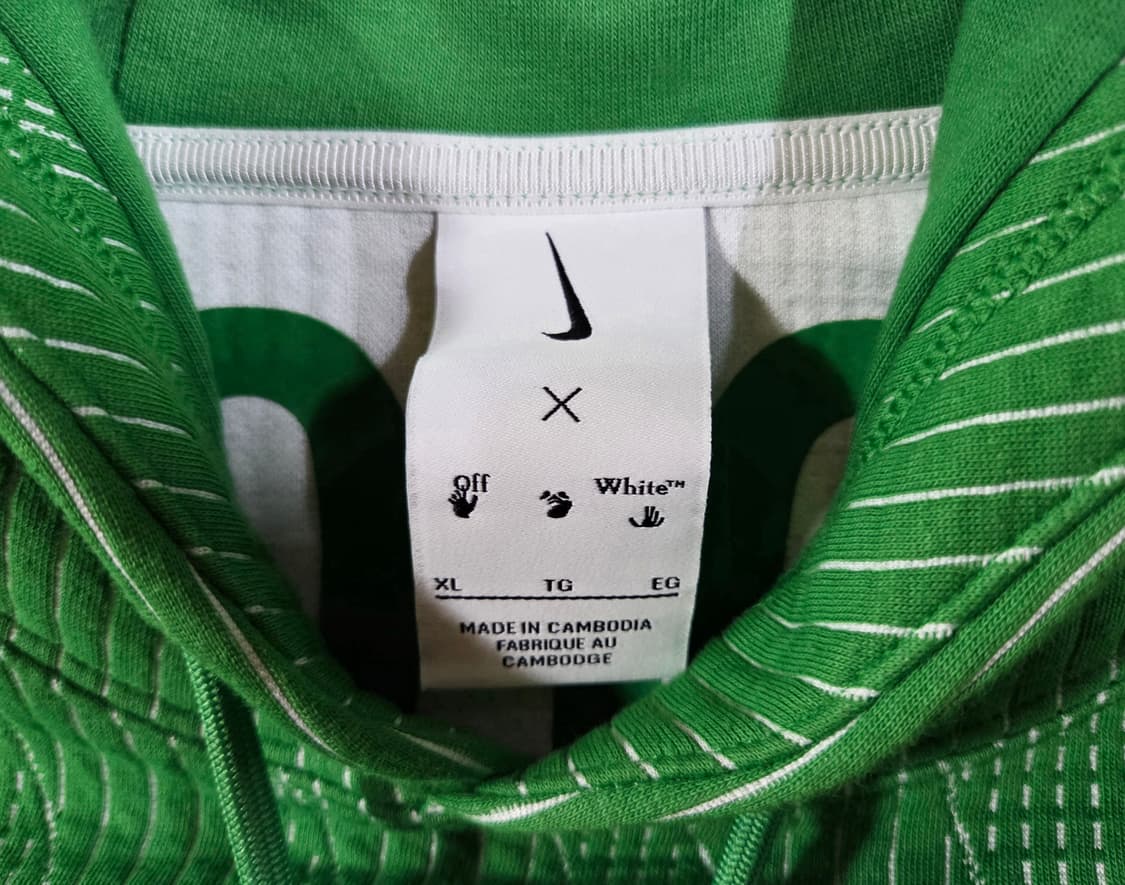 ×
Off White™
XL TG EG
MADE IN CAMBODIA
FABRIQUE AU
CAMBODGE